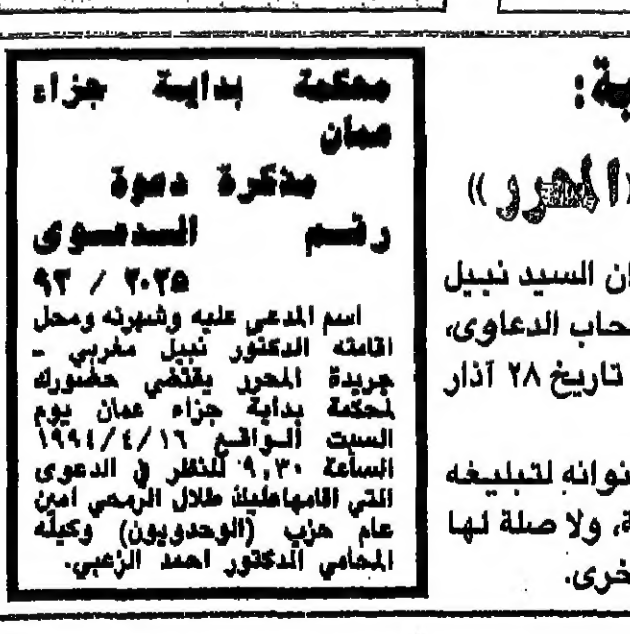 محكمة بداية جزاء
عمان
مذكرة دعوة
رقم الدعوى
٣٠٢٥ / ٩٣
اسم المدعي عليه وشهرته ومحل
اقامته الدكتور نبيل مغربي -
جريدة المحرر يقتضي حضورك
لمحكمة بداية جزاء عمان يوم
السبت الواقع ١٩٩٤/٤/١٦
الساعة ٩,٣٠ للنظر في الدعوى
التي اقامها عليك طلال الرمحي امين
عام حزب (الوحدويون) وكيله
المحامي الدكتور احمد الزعبي.
ية:
«المحرر»
ان السيد نبيل
حاب الدعاوى،
تاريخ ٢٨ آذار
نوانه لتبليغه
ة، ولا صلة لها
خرى.